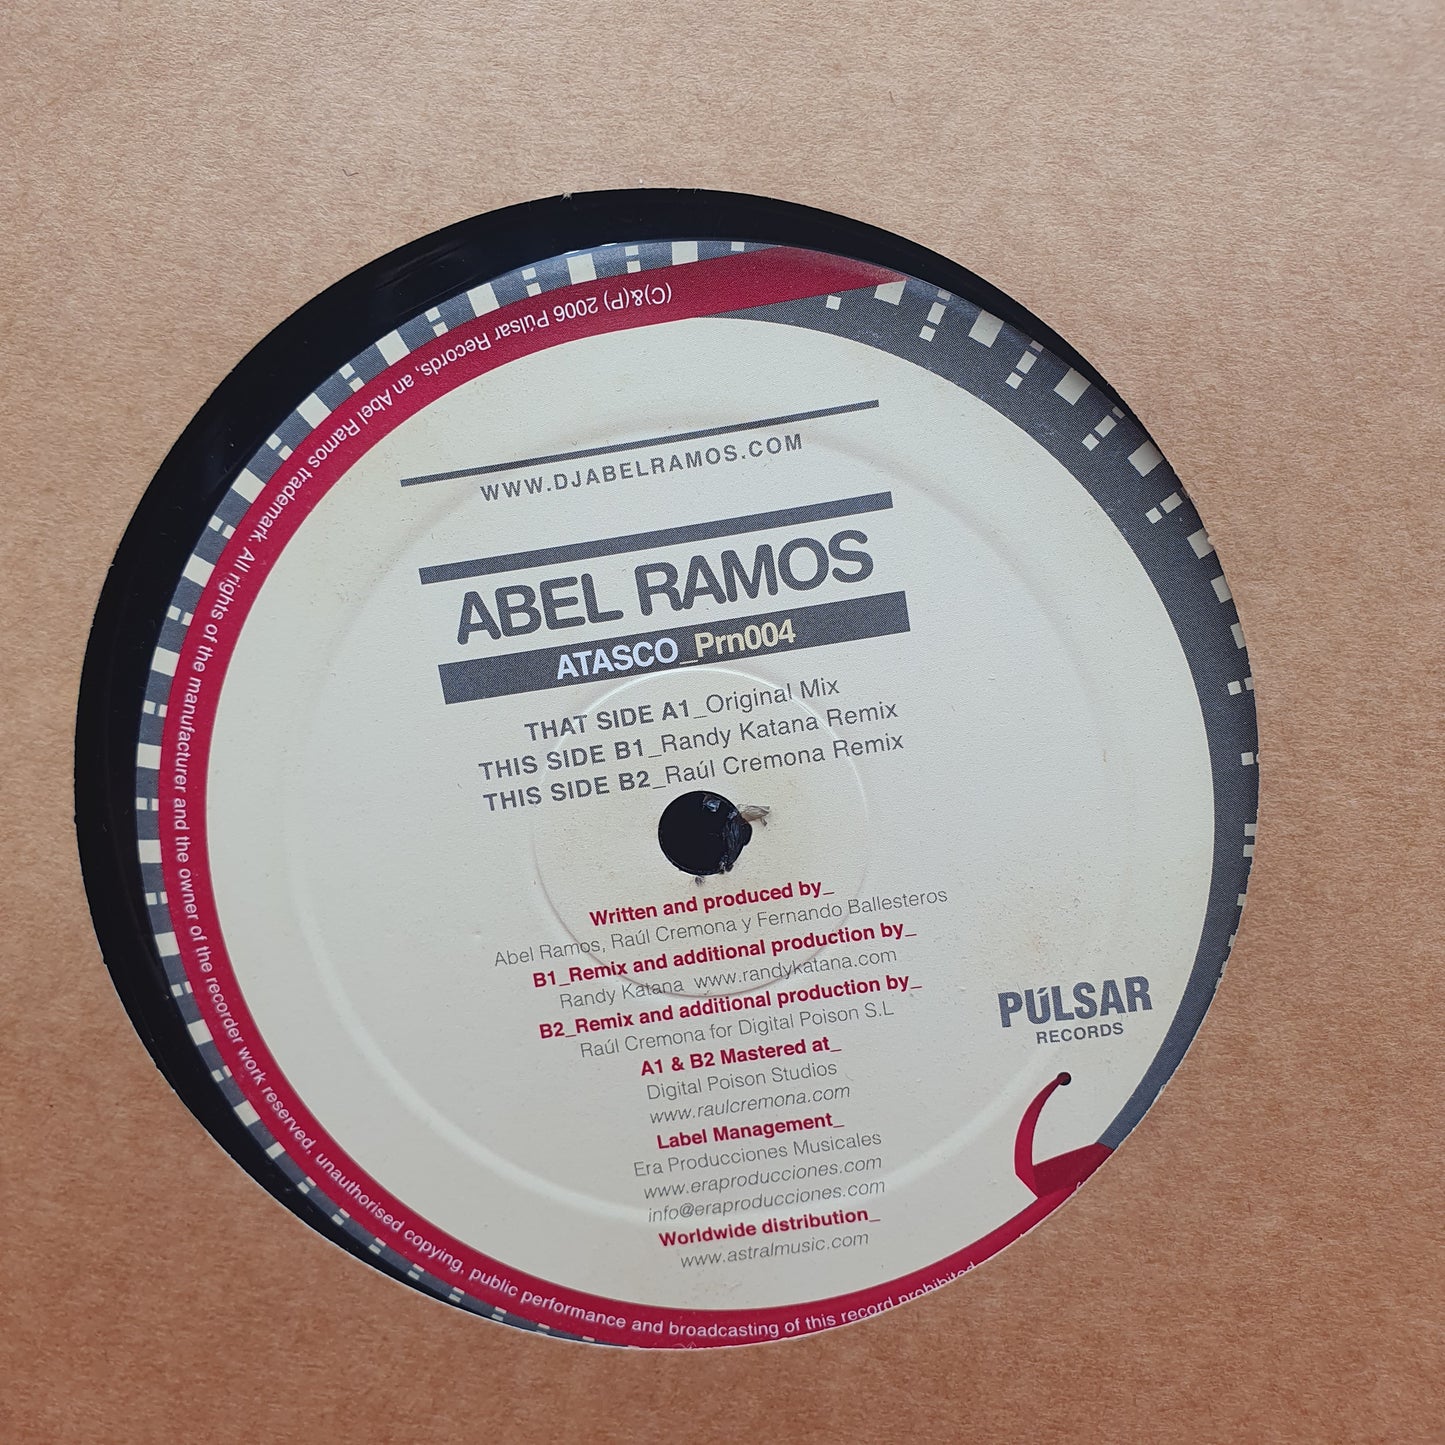 WWW.DJABELRAMOS.COM
ABEL RAMOS
ATASCO_Prn004
THAT SIDE A1_Original Mix
THIS SIDE B1_Randy Katana Remix
THIS SIDE B2_Raúl Cremona Remix
Written and produced by_
Abel Ramos, Raúl Cremona y Fernando Ballesteros
B1_Remix and additional production by_
Randy Katana www.randykatana.com
B2_Remix and additional production by_
Raúl Cremona for Digital Poison S.L
A1 & B2 Mastered at_
Digital Poison Studios
www.raulcremona.com
Label Management_
Era Producciones Musicales
www.eraproducciones.com
info@eraproducciones.com
Worldwide distribution_
www.astralmusic.com
PÚLSAR
RECORDS
(C)&(P) 2006 Púlsar Records, an Abel Ramos trademark. All rights of the manufacturer and the owner of the recorder work reserved, unauthorised copying, public performance and broadcasting of this record prohibited